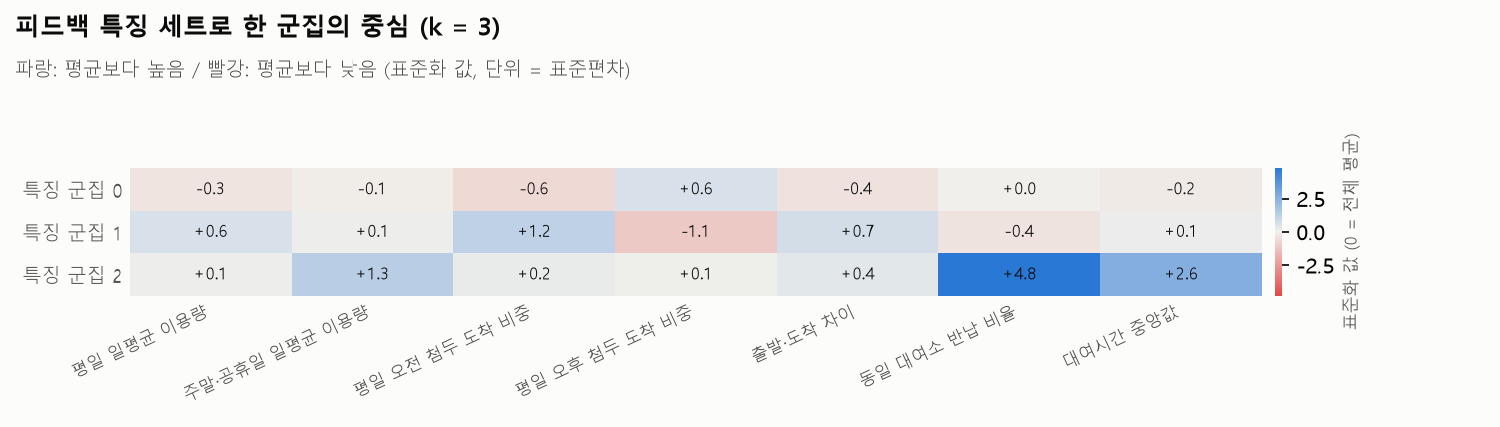 피드백 특징 세트로 한 군집의 중심 (k = 3)
파랑: 평균보다 높음 / 빨강: 평균보다 낮음 (표준화 값, 단위 = 표준편차)
특징 군집 0 -0.3 -0.1 -0.6 +0.6 -0.4 +0.0 -0.2
특징 군집 1 +0.6 +0.1 +1.2 -1.1 +0.7 -0.4 +0.1
특징 군집 2 +0.1 +1.3 +0.2 +0.1 +0.4 +4.8 +2.6
평일 일평균 이용량
주말·공휴일 일평균 이용량
평일 오전 첨두 도착 비중
평일 오후 첨두 도착 비중
출발·도착 차이
동일 대여소 반납 비율
대여시간 중앙값
2.5
0.0
-2.5
표준화 값 (0 = 전체 평균)